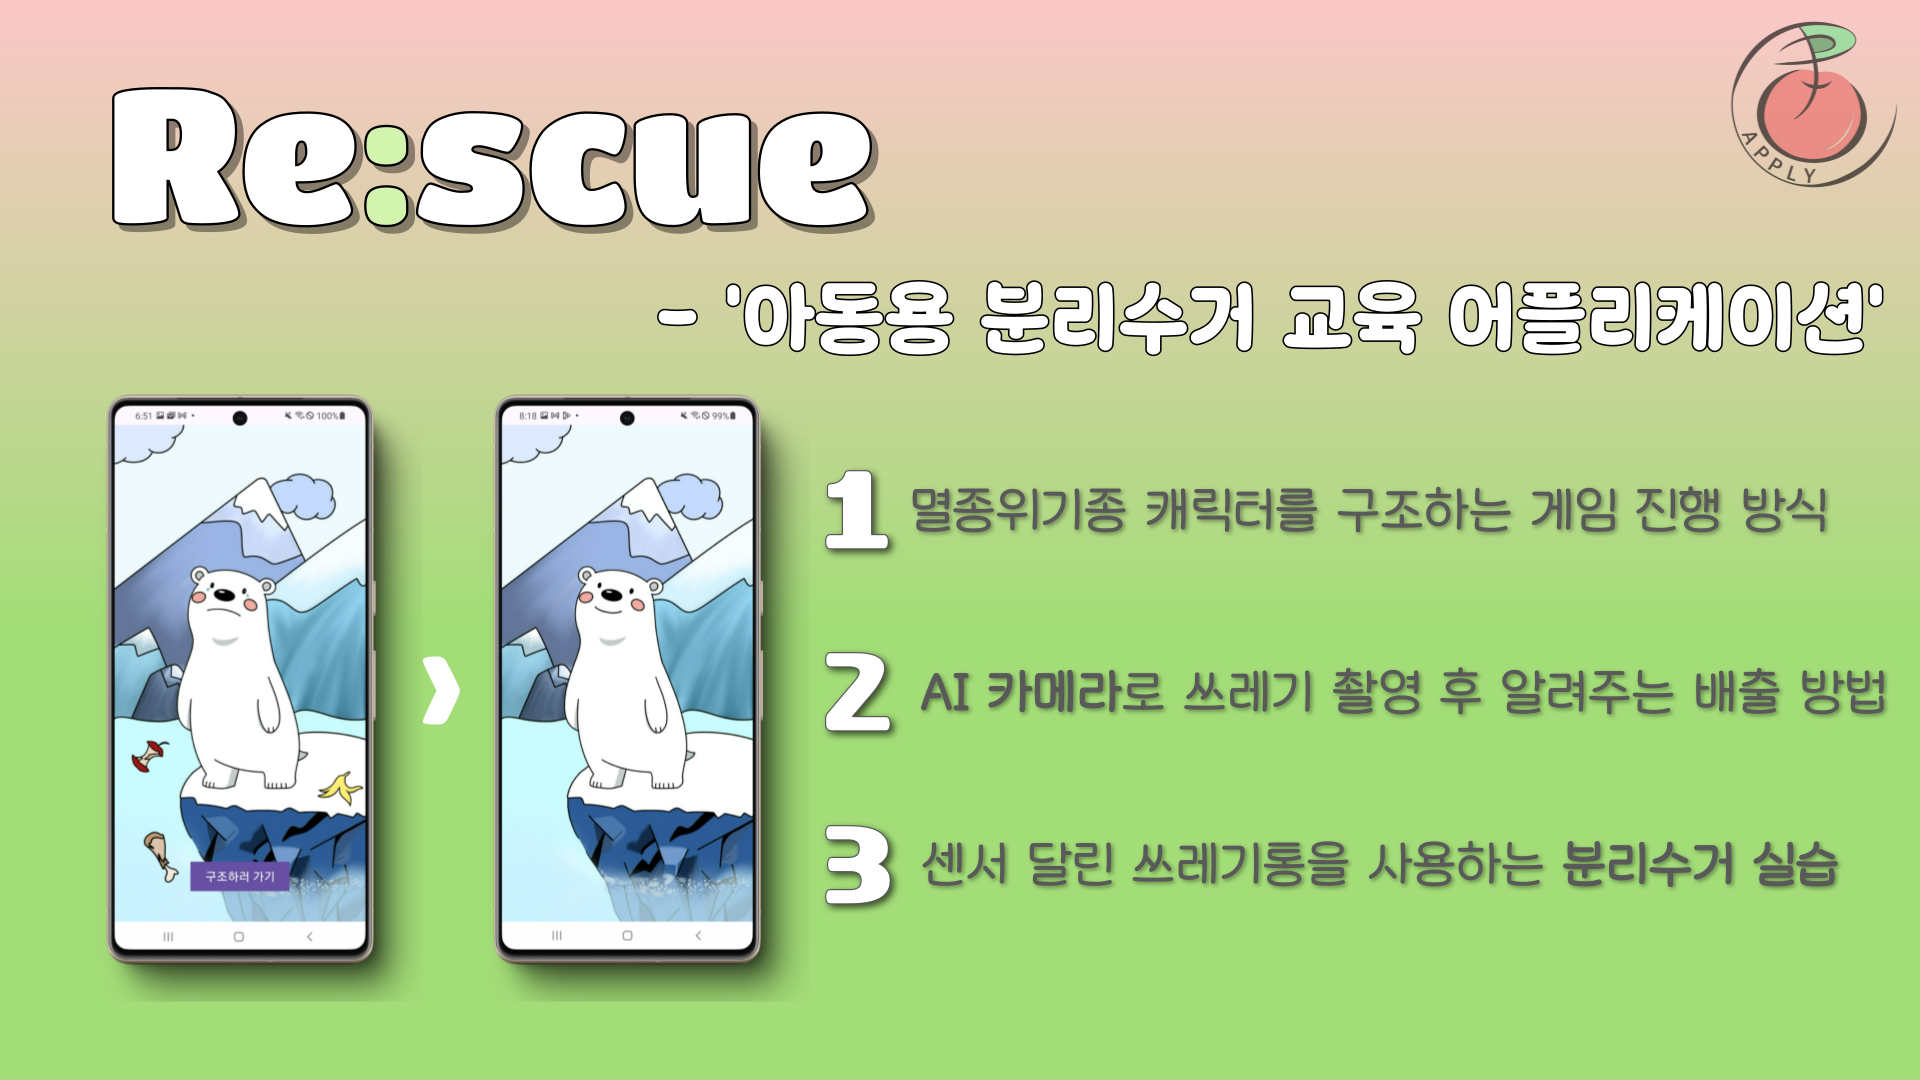 Re:scue
APPLY
- '아동용 분리수거 교육 어플리케이션'
6:51
100%
8:18
99%
구조하러 가기
1 멸종위기종 캐릭터를 구조하는 게임 진행 방식
2 AI 카메라로 쓰레기 촬영 후 알려주는 배출 방법
3 센서 달린 쓰레기통을 사용하는 분리수거 실습